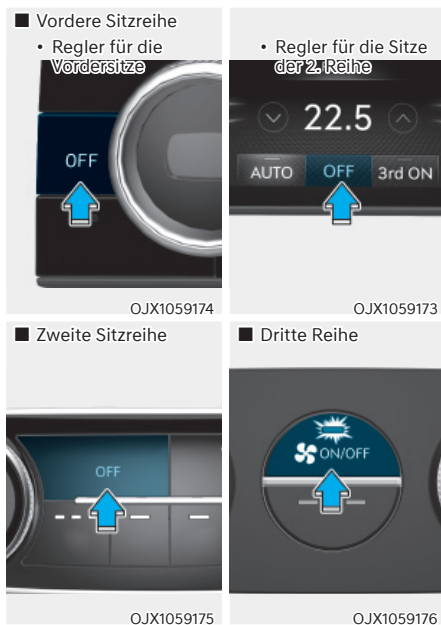 ■ Vordere Sitzreihe
• Regler für die
Vordersitze
OFF
OJX1059174
• Regler für die Sitze
der 2. Reihe
22.5
AUTO OFF 3rd ON
OJX1059173
■ Zweite Sitzreihe
OFF
OJX1059175
■ Dritte Reihe
ON/OFF
OJX1059176